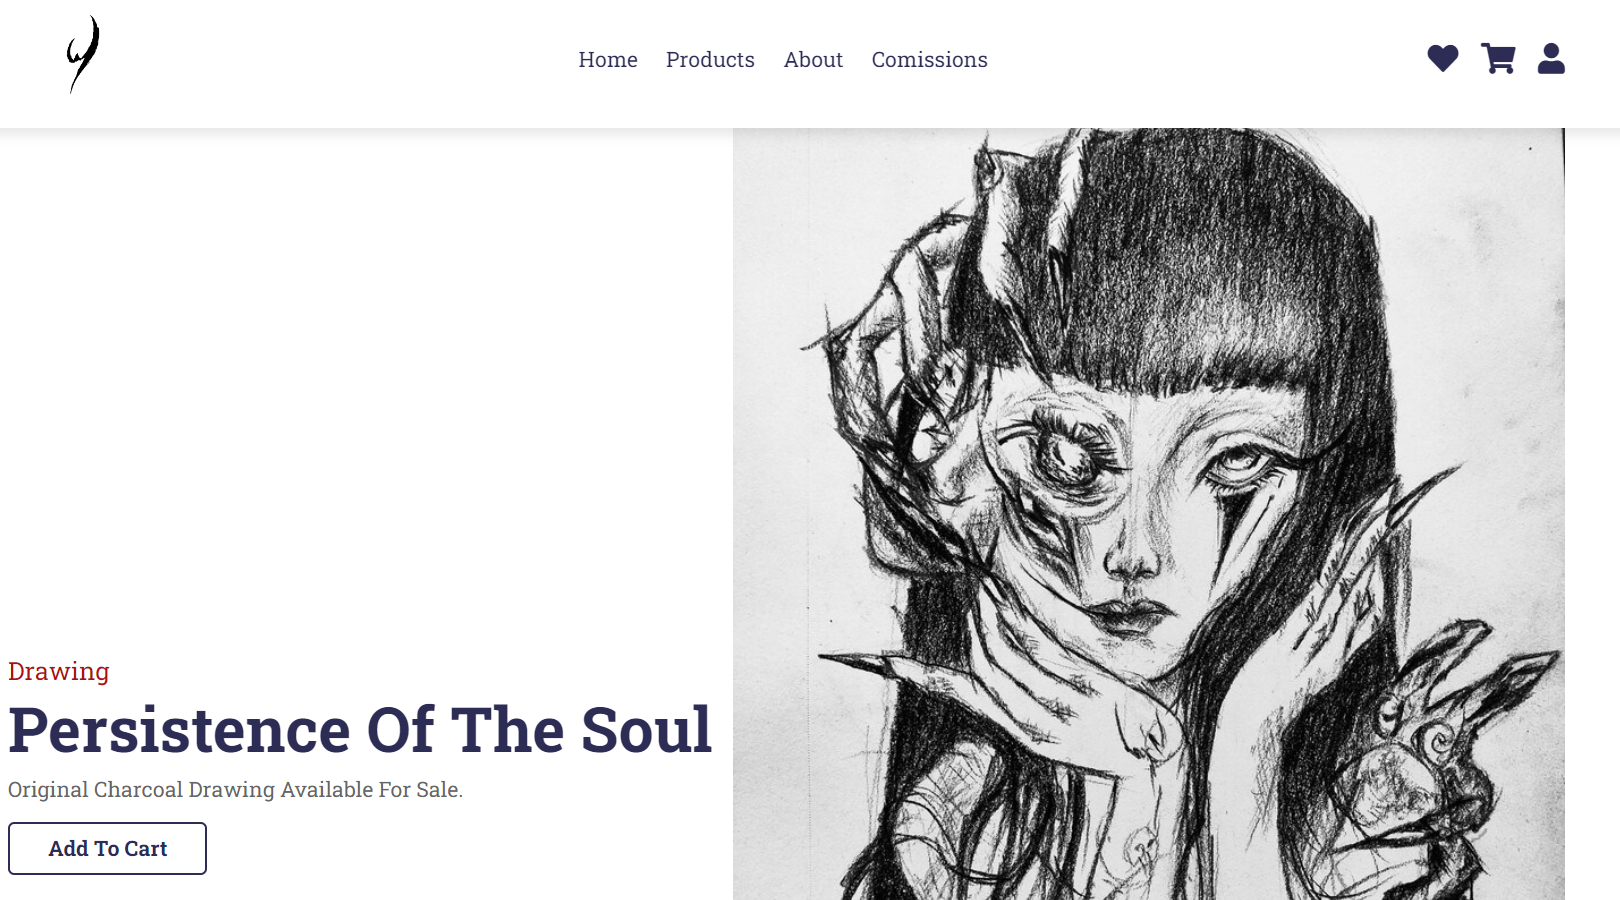 Home Products About Comissions
Drawing
Persistence Of The Soul
Original Charcoal Drawing Available For Sale.
Add To Cart